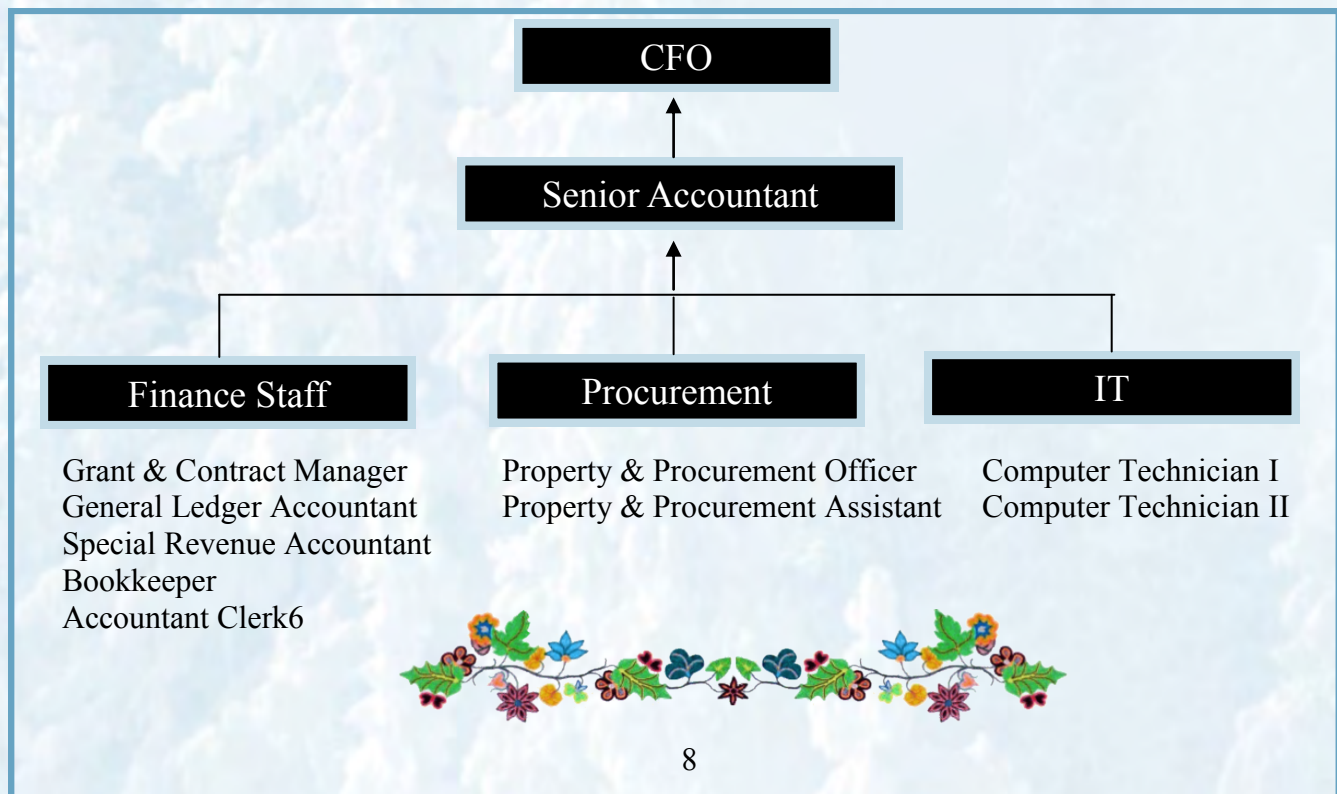 CFO
Senior Accountant
Finance Staff
Grant & Contract Manager
General Ledger Accountant
Special Revenue Accountant
Bookkeeper
Accountant Clerk6
Procurement
Property & Procurement Officer
Property & Procurement Assistant
IT
Computer Technician I
Computer Technician II
8